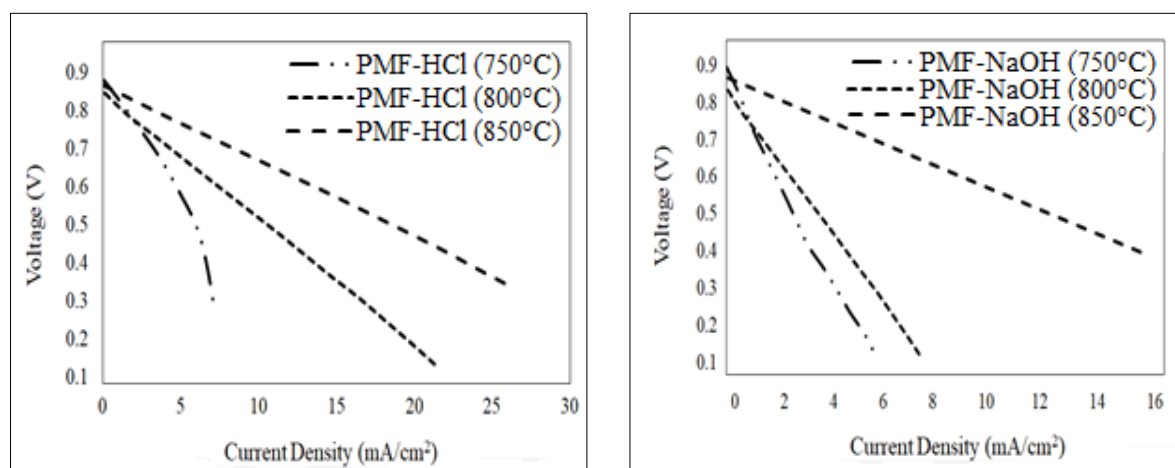 PMF-HCl (750°C)
PMF-HCl (800°C)
PMF-HCl (850°C)
0.9
0.8
0.7
0.6
0.5
0.4
0.3
0.2
0.1
Voltage (V)
0 5 10 15 20 25 30
Current Density (mA/cm²)
PMF-NaOH (750°C)
PMF-NaOH (800°C)
PMF-NaOH (850°C)
0.9
0.8
0.7
0.6
0.5
0.4
0.3
0.2
0.1
Voltage (V)
0 2 4 6 8 10 12 14 16
Current Density (mA/cm²)